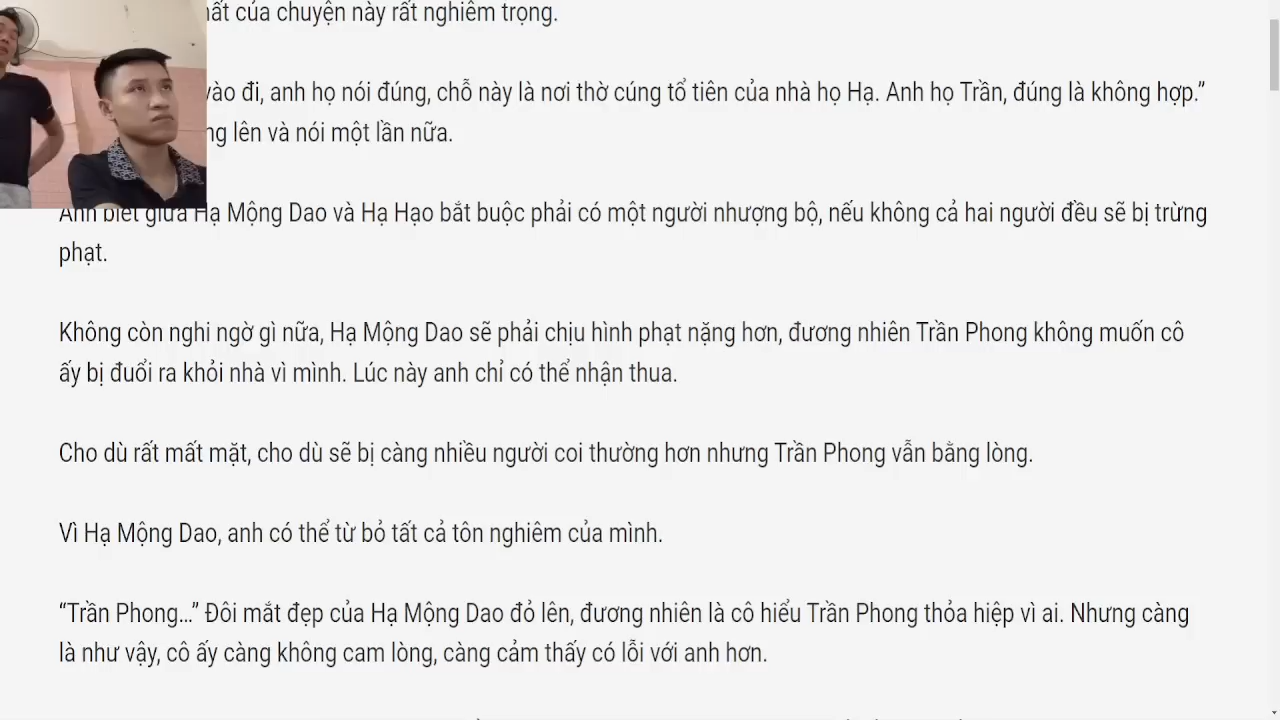 ất của chuyện này rất nghiêm trọng.
vào đi, anh họ nói đúng, chỗ này là nơi thờ cúng tổ tiên của nhà họ Hạ. Anh họ Trần, đúng là không hợp.”
ng lên và nói một lần nữa.
Anh biết giữa Hạ Mộng Dao và Hạ Hạo bắt buộc phải có một người nhượng bộ, nếu không cả hai người đều sẽ bị trừng
phạt.
Không còn nghi ngờ gì nữa, Hạ Mộng Dao sẽ phải chịu hình phạt nặng hơn, đương nhiên Trần Phong không muốn cô
ấy bị đuổi ra khỏi nhà vì mình. Lúc này anh chỉ có thể nhận thua.
Cho dù rất mất mặt, cho dù sẽ bị càng nhiều người coi thường hơn nhưng Trần Phong vẫn bằng lòng.
Vì Hạ Mộng Dao, anh có thể từ bỏ tất cả tôn nghiêm của mình.
“Trần Phong…” Đôi mắt đẹp của Hạ Mộng Dao đỏ lên, đương nhiên là cô hiểu Trần Phong thỏa hiệp vì ai. Nhưng càng
là như vậy, cô ấy càng không cam lòng, càng cảm thấy có lỗi với anh hơn.